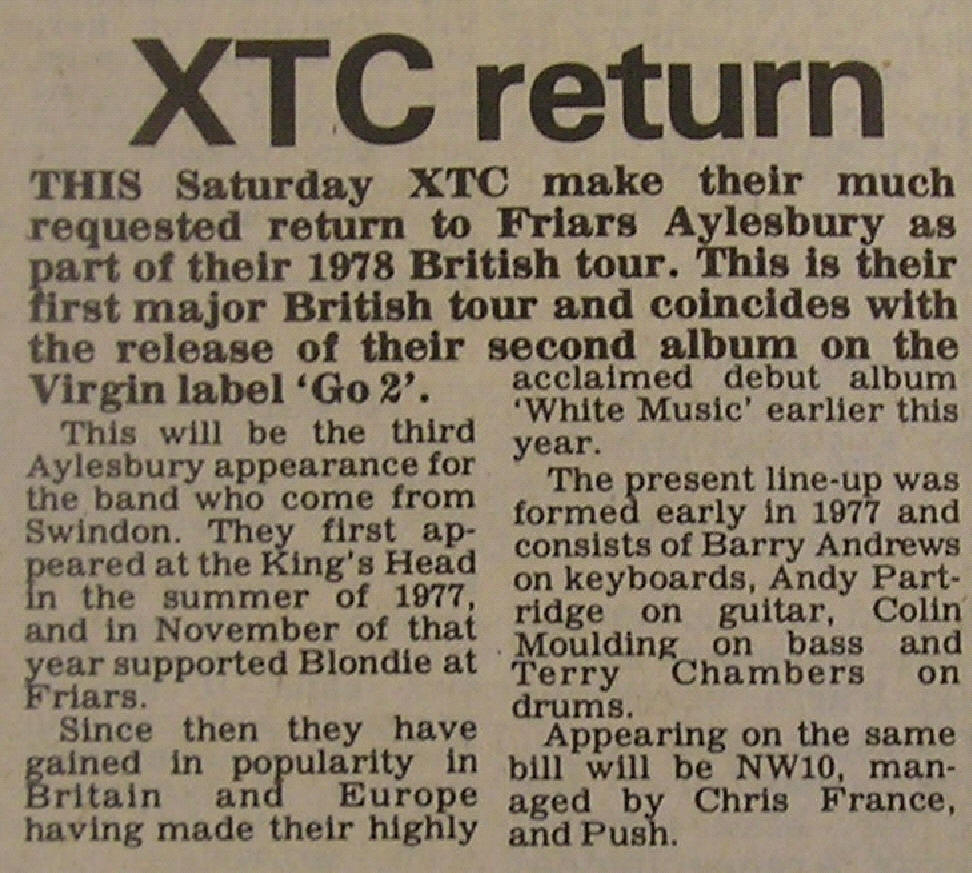 XTC return
THIS Saturday XTC make their much
requested return to Friars Aylesbury as
part of their 1978 British tour. This is their
first major British tour and coincides with
the release of their second album on the
Virgin label ‘Go 2’.
This will be the third
Aylesbury appearance for
the band who come from
Swindon. They first ap-
peared at the King's Head
in the summer of 1977,
and in November of that
year supported Blondie at
Friars.
Since then they have
gained in popularity in
Britain and Europe
having made their highly
acclaimed debut album
‘White Music’ earlier this
year.
The present line-up was
formed early in 1977 and
consists of Barry Andrews
on keyboards, Andy Part-
ridge on guitar, Colin
Moulding on bass and
Terry Chambers on
drums.
Appearing on the same
bill will be NW10, man-
aged by Chris France,
and Push.